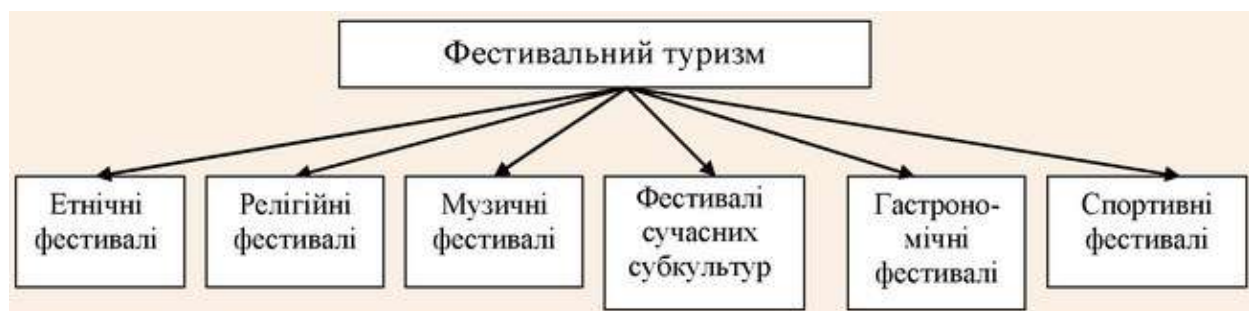 Фестивальний туризм
Етнічні
фестивалі
Релігійні
фестивалі
Музичні
фестивалі
Фестивалі
сучасних
субкультур
Гастроно-
мічні
фестивалі
Спортивні
фестивалі